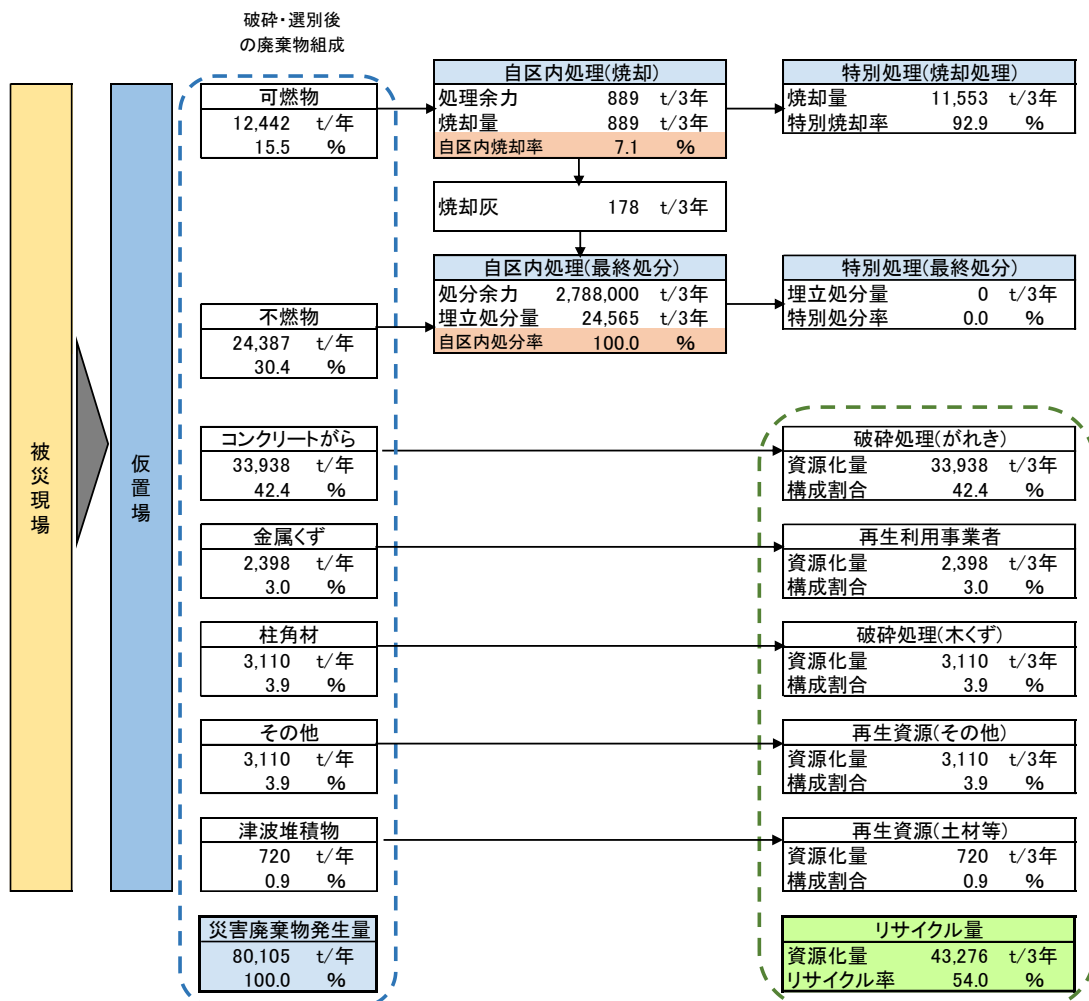 破砕・選別後
の廃棄物組成
被災現場
仮置場
可燃物
12,442 t/年
15.5 %
自区内処理(焼却)
処理余力 889 t/3年
焼却量 889 t/3年
自区内焼却率 7.1 %
特別処理(焼却処理)
焼却量 11,553 t/3年
特別焼却率 92.9 %
焼却灰 178 t/3年
不燃物
24,387 t/年
30.4 %
自区内処理(最終処分)
処分余力 2,788,000 t/3年
埋立処分量 24,565 t/3年
自区内処分率 100.0 %
特別処理(最終処分)
埋立処分量 0 t/3年
特別処分率 0.0 %
コンクリートがら
33,938 t/年
42.4 %
破砕処理(がれき)
資源化量 33,938 t/3年
構成割合 42.4 %
金属くず
2,398 t/年
3.0 %
再生利用事業者
資源化量 2,398 t/3年
構成割合 3.0 %
柱角材
3,110 t/年
3.9 %
破砕処理(木くず)
資源化量 3,110 t/3年
構成割合 3.9 %
その他
3,110 t/年
3.9 %
再生資源(その他)
資源化量 3,110 t/3年
構成割合 3.9 %
津波堆積物
720 t/年
0.9 %
再生資源(土材等)
資源化量 720 t/3年
構成割合 0.9 %
災害廃棄物発生量
80,105 t/年
100.0 %
リサイクル量
資源化量 43,276 t/3年
リサイクル率 54.0 %